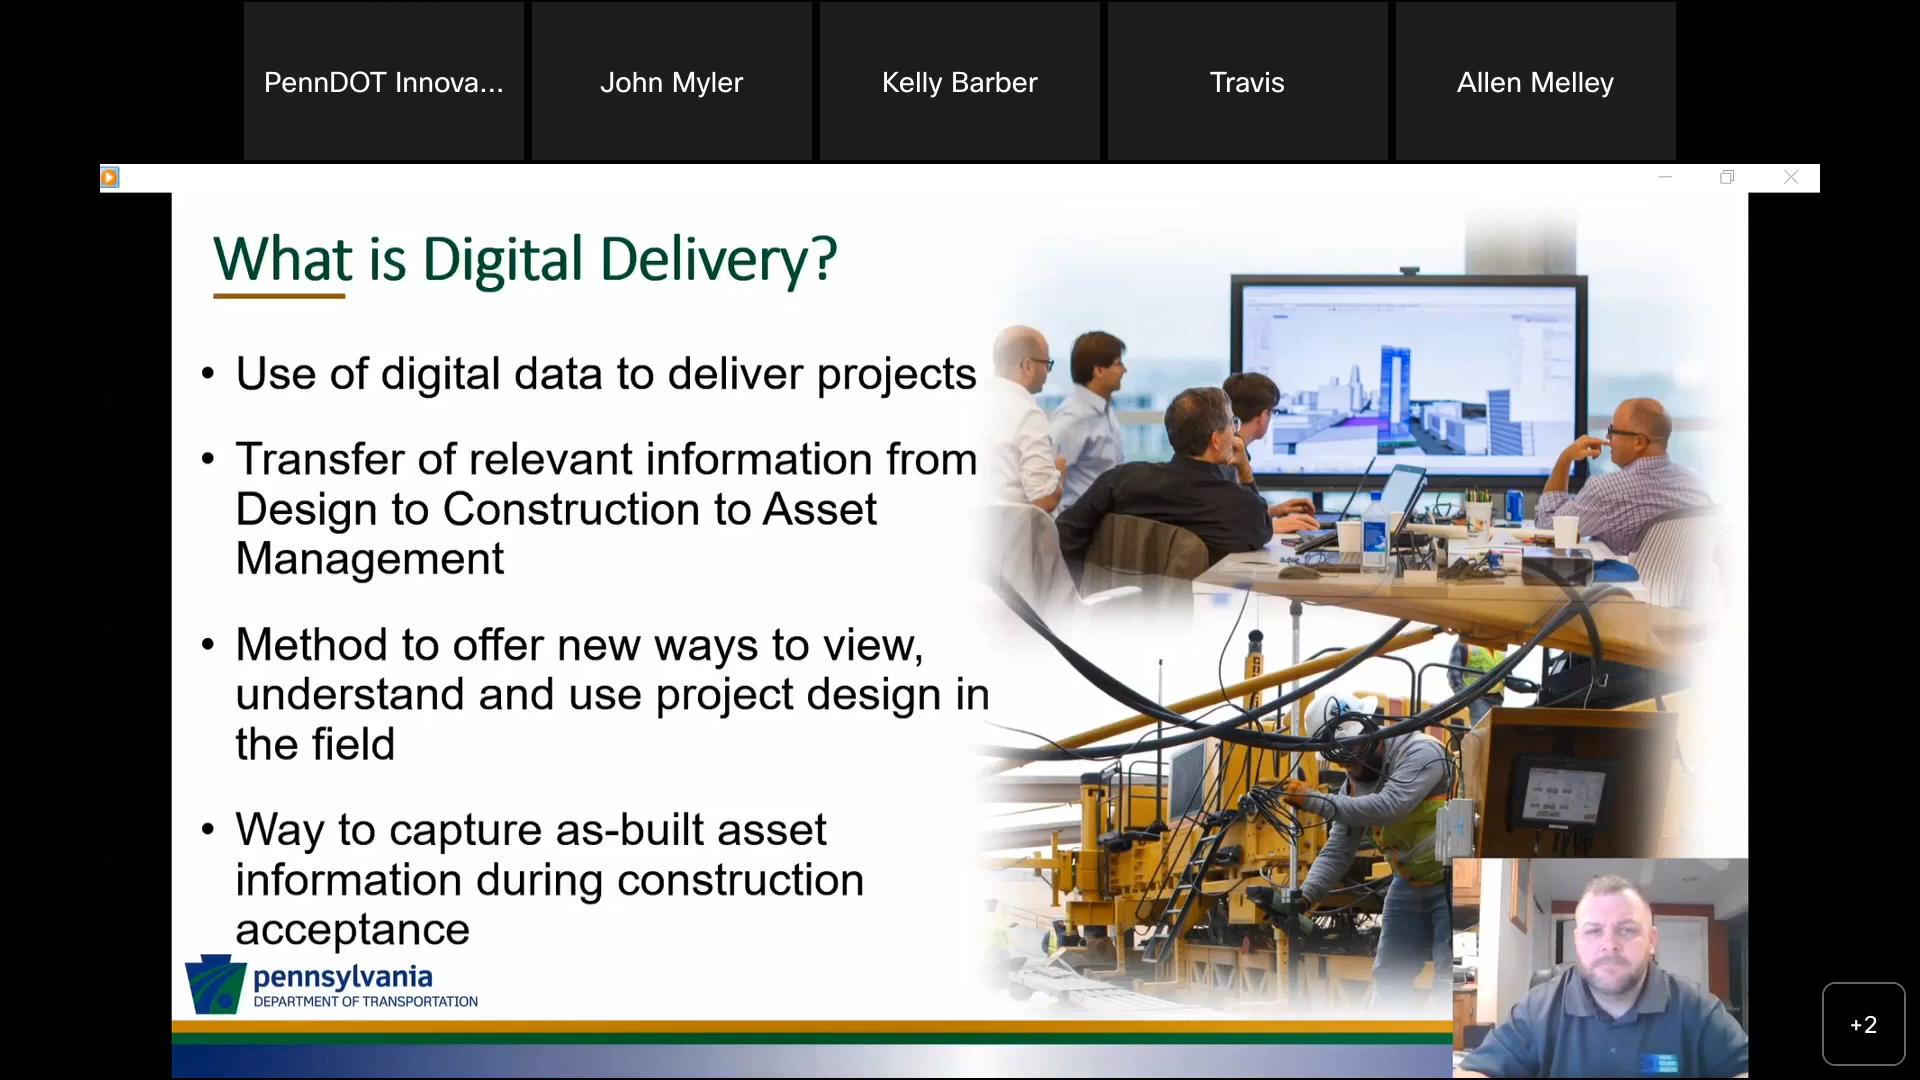 PennDOT Innova...
John Myler
Kelly Barber
Travis
Allen Melley
What is Digital Delivery?
• Use of digital data to deliver projects
• Transfer of relevant information from
Design to Construction to Asset
Management
• Method to offer new ways to view,
understand and use project design in
the field
• Way to capture as-built asset
information during construction
acceptance
pennsylvania
DEPARTMENT OF TRANSPORTATION
+2